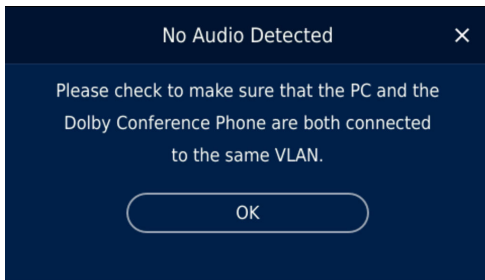 No Audio Detected
Please check to make sure that the PC and the
Dolby Conference Phone are both connected
to the same VLAN.
OK